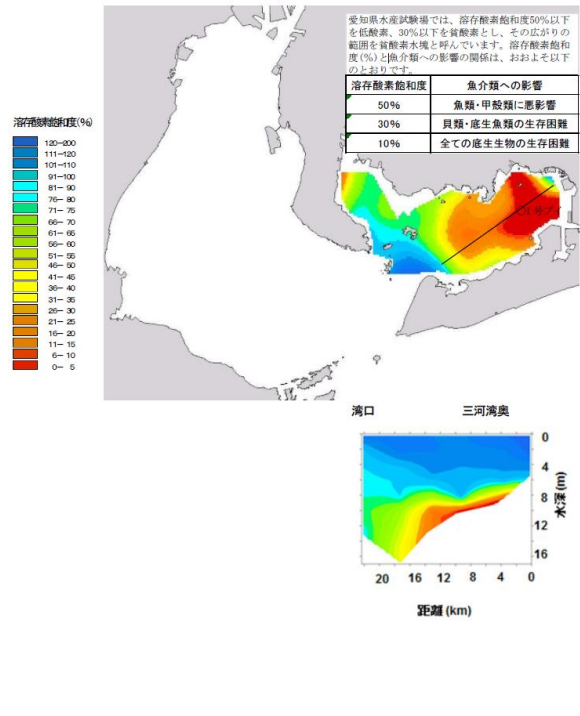 愛知県水産試験場では、溶存酸素飽和度50%以下
を低酸素、30%以下を貧酸素とし、その広がりの
範囲を貧酸素水塊と呼んでいます。溶存酸素飽和
度(%)と魚介類への影響の関係は、おおよそ以下
のとおりです。
溶存酸素飽和度 魚介類への影響
50% 魚類・甲殻類に悪影響
30% 貝類・底生魚類の生存困難
10% 全ての底生生物の生存困難
溶存酸素飽和度(%)
120-200
111-120
101-110
91-100
81- 90
76- 80
71- 75
66- 70
61- 65
56- 60
51- 55
46- 50
41- 45
36- 40
31- 35
26- 30
21- 25
16- 20
11- 15
6- 10
0- 5
湾口 三河湾奥
0
4
8
12
16
水深(m)
20 16 12 8 4 0
距離 (km)